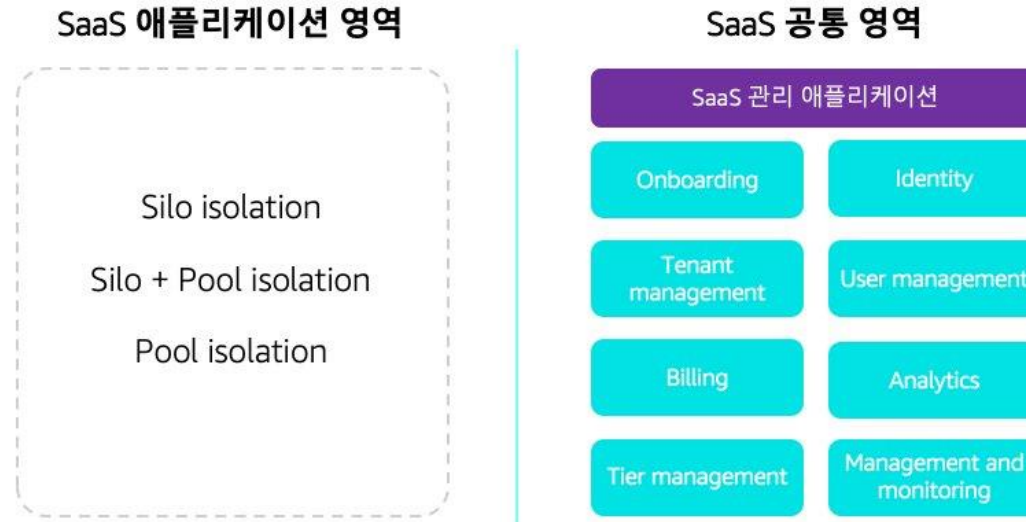 SaaS 애플리케이션 영역
Silo isolation
Silo + Pool isolation
Pool isolation
SaaS 공통 영역
SaaS 관리 애플리케이션
Onboarding
Identity
Tenant
management
User management
Billing
Analytics
Tier management
Management and
monitoring